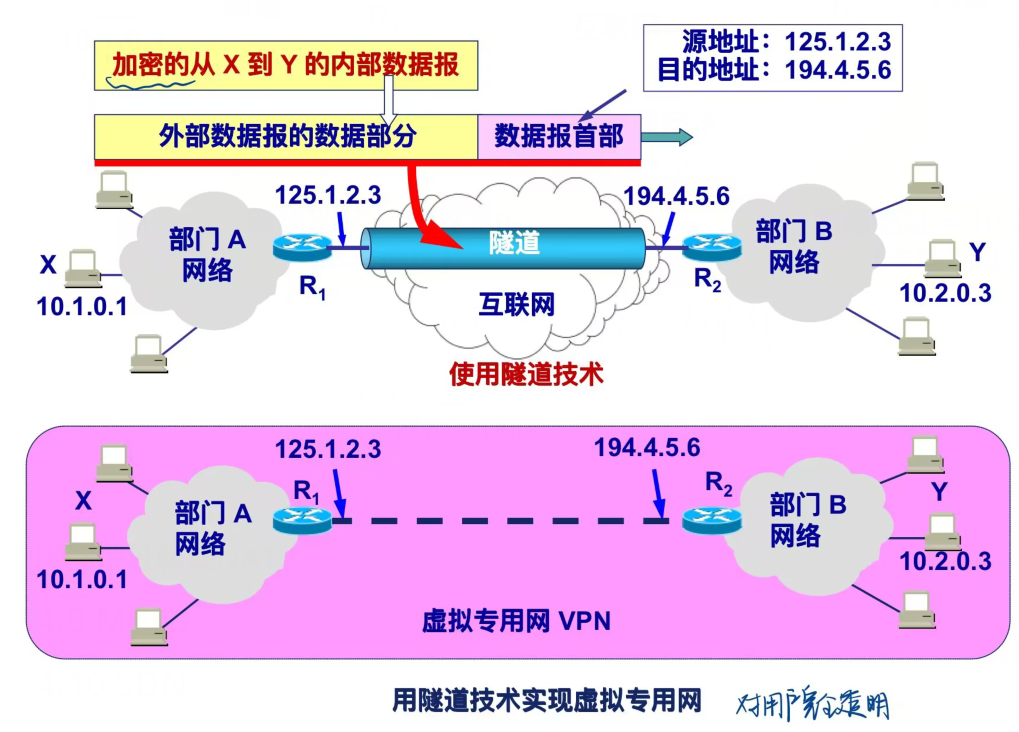 源地址：125.1.2.3
目的地址：194.4.5.6
加密的从 X 到 Y 的内部数据报
外部数据报的数据部分
数据报首部
125.1.2.3
194.4.5.6
部门 A
网络
R1
隧道
互联网
部门 B
网络
R2
X
10.1.0.1
Y
10.2.0.3
使用隧道技术
125.1.2.3
194.4.5.6
X
R1
部门 A
网络
10.1.0.1
R2
部门 B
网络
Y
10.2.0.3
虚拟专用网 VPN
用隧道技术实现虚拟专用网
对用户完全透明